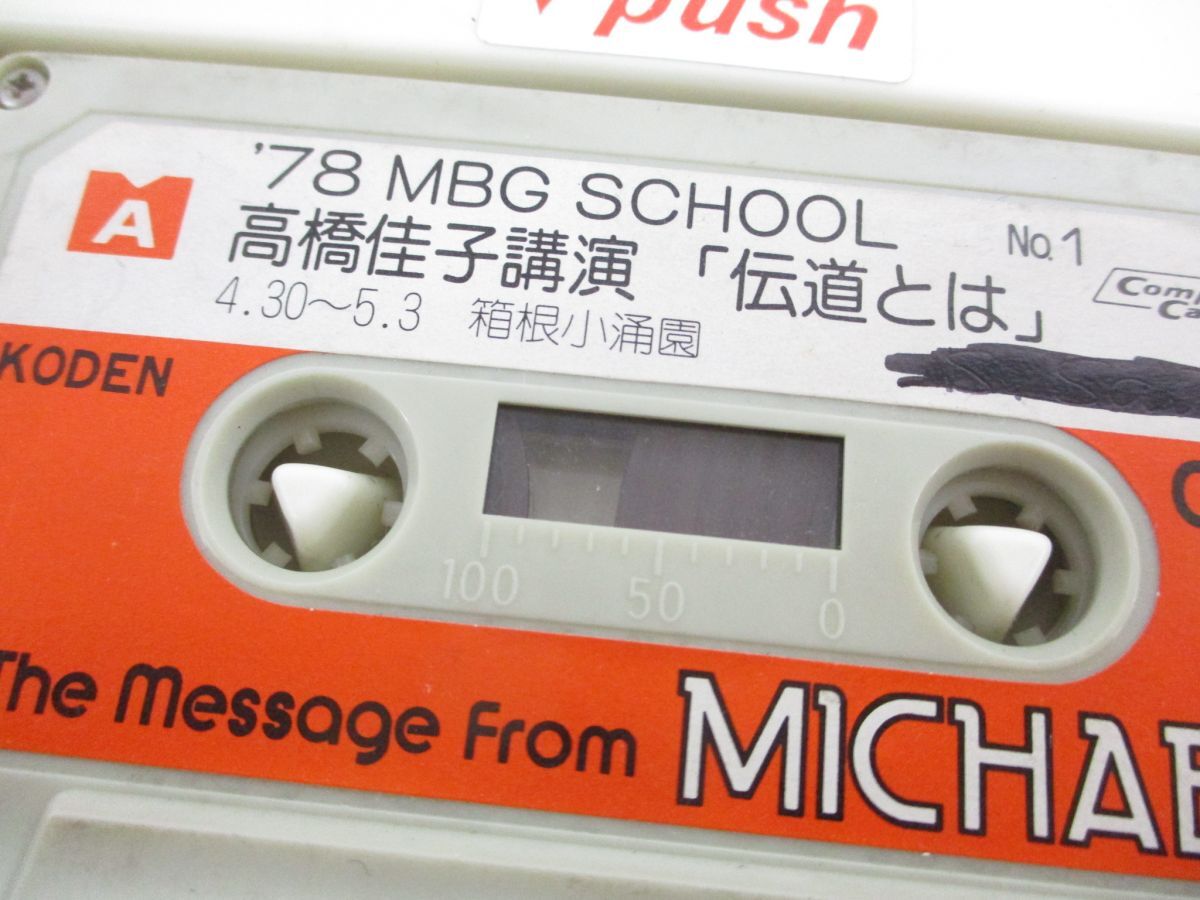 push
A
'78 MBG SCHOOL No.1
高橋佳子講演 「伝道とは」
4.30〜5.3 箱根小涌園
KODEN
100 50 0
The Message From MICHAE